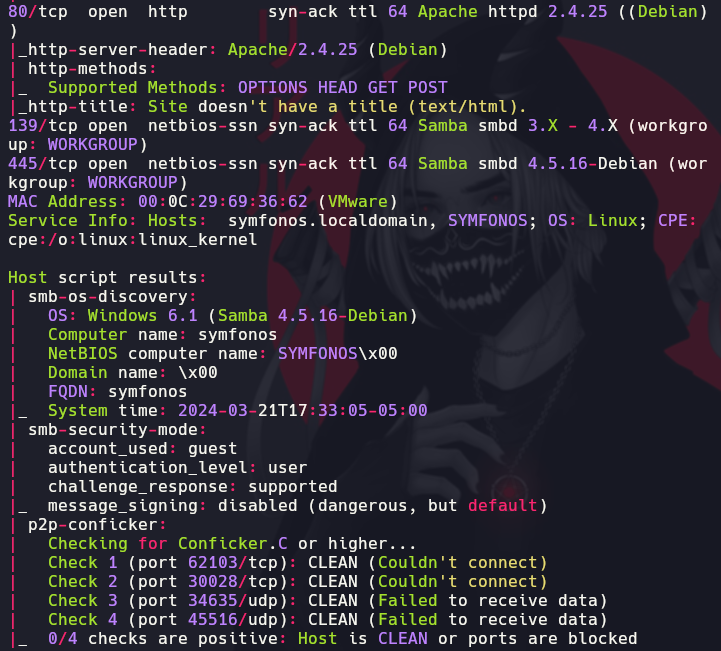 80/tcp  open  http        syn-ack ttl 64 Apache httpd 2.4.25 ((Debian)
)
|_http-server-header: Apache/2.4.25 (Debian)
| http-methods:
|_  Supported Methods: OPTIONS HEAD GET POST
|_http-title: Site doesn't have a title (text/html).
139/tcp open  netbios-ssn syn-ack ttl 64 Samba smbd 3.X - 4.X (workgro
up: WORKGROUP)
445/tcp open  netbios-ssn syn-ack ttl 64 Samba smbd 4.5.16-Debian (wor
kgroup: WORKGROUP)
MAC Address: 00:0C:29:69:36:62 (VMware)
Service Info: Hosts:  symfonos.localdomain, SYMFONOS; OS: Linux; CPE:
cpe:/o:linux:linux_kernel
Host script results:
| smb-os-discovery:
|   OS: Windows 6.1 (Samba 4.5.16-Debian)
|   Computer name: symfonos
|   NetBIOS computer name: SYMFONOS\x00
|   Domain name: \x00
|   FQDN: symfonos
|_  System time: 2024-03-21T17:33:05-05:00
| smb-security-mode:
|   account_used: guest
|   authentication_level: user
|   challenge_response: supported
|_  message_signing: disabled (dangerous, but default)
| p2p-conficker:
|   Checking for Conficker.C or higher...
|   Check 1 (port 62103/tcp): CLEAN (Couldn't connect)
|   Check 2 (port 30028/tcp): CLEAN (Couldn't connect)
|   Check 3 (port 34635/udp): CLEAN (Failed to receive data)
|   Check 4 (port 45516/udp): CLEAN (Failed to receive data)
|_  0/4 checks are positive: Host is CLEAN or ports are blocked